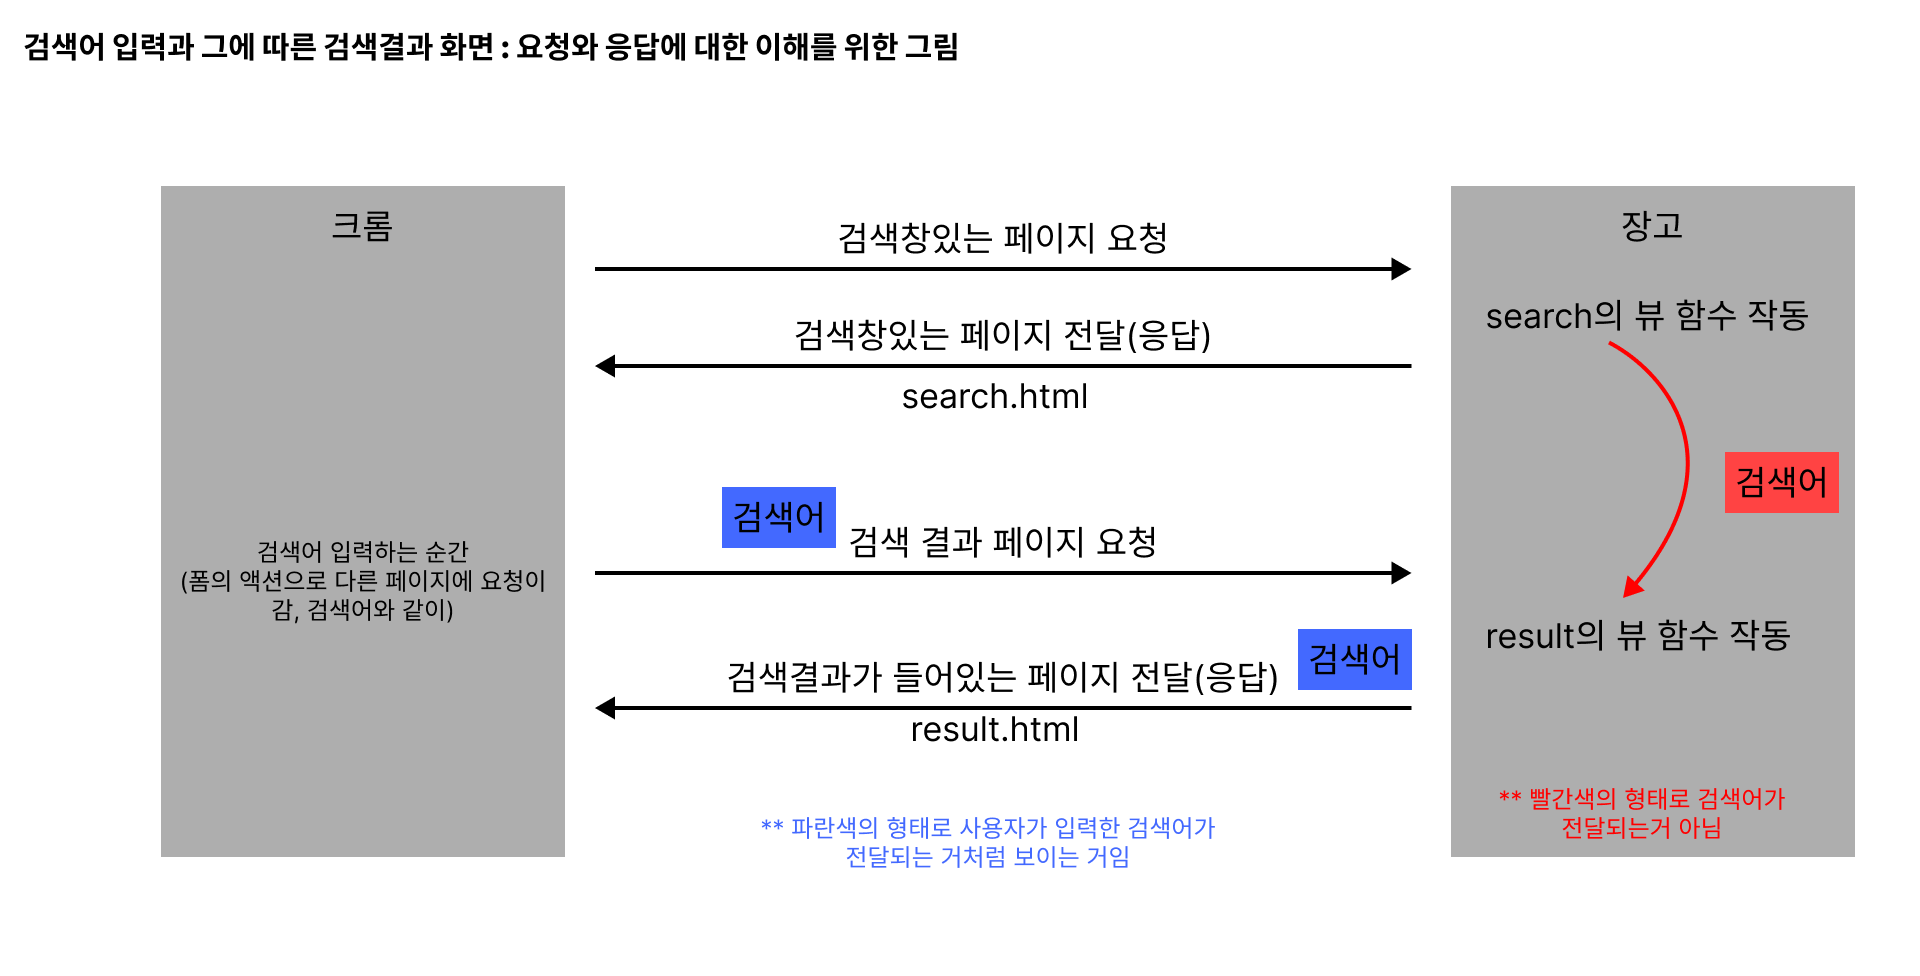 검색어 입력과 그에 따른 검색결과 화면 : 요청와 응답에 대한 이해를 위한 그림
크롬
검색어 입력하는 순간
(폼의 액션으로 다른 페이지에 요청이
감, 검색어와 같이)
검색창있는 페이지 요청
검색창있는 페이지 전달(응답)
search.html
검색어
검색 결과 페이지 요청
검색어
검색결과가 들어있는 페이지 전달(응답)
result.html
** 파란색의 형태로 사용자가 입력한 검색어가
전달되는 거처럼 보이는 거임
장고
search의 뷰 함수 작동
검색어
result의 뷰 함수 작동
** 빨간색의 형태로 검색어가
전달되는거 아님